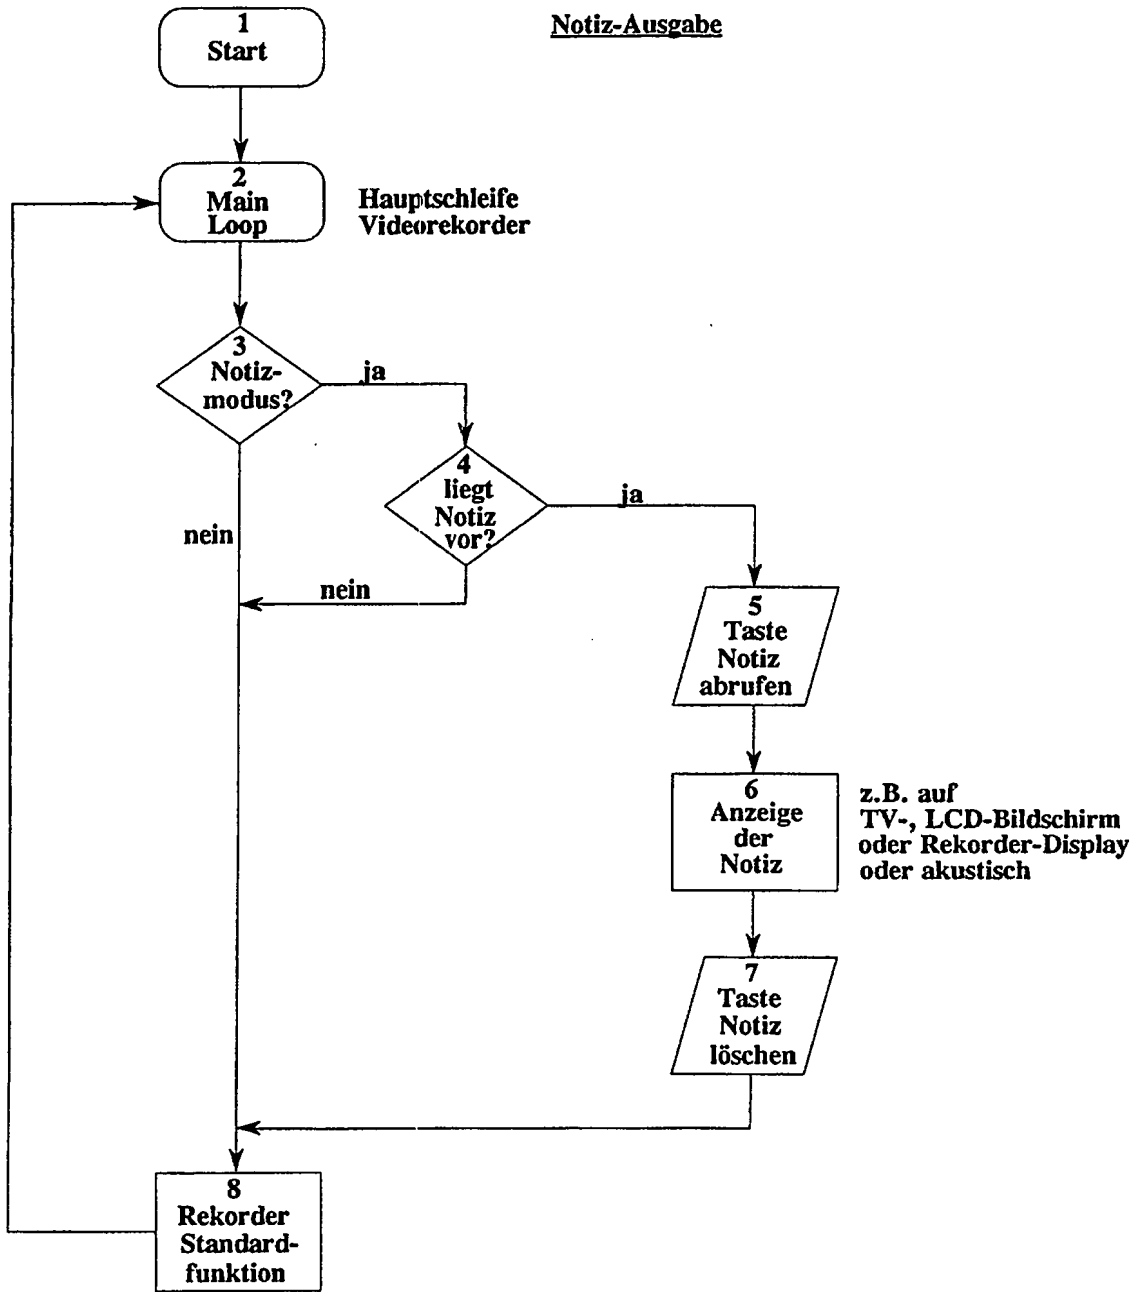 Notiz-Ausgabe
1
Start
2
Main
Loop
Hauptschleife
Videorekorder
3
Notiz-
modus?
ja
4
liegt
Notiz
vor?
ja
nein
nein
5
Taste
Notiz
abrufen
6
Anzeige
der
Notiz
z.B. auf
TV-, LCD-Bildschirm
oder Rekorder-Display
oder akustisch
7
Taste
Notiz
löschen
8
Rekorder
Standard-
funktion